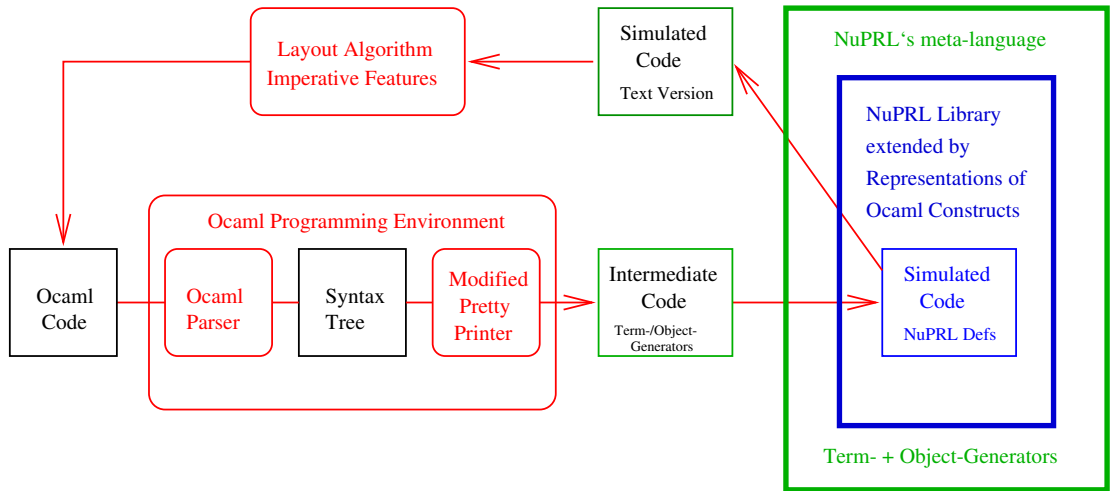 Layout Algorithm
Imperative Features
Simulated
Code
Text Version
NuPRL‘s meta-language
NuPRL Library
extended by
Representations of
Ocaml Constructs
Ocaml Programming Environment
Ocaml
Code
Ocaml
Parser
Syntax
Tree
Modified
Pretty
Printer
Intermediate
Code
Term-/Object-
Generators
Simulated
Code
NuPRL Defs
Term- + Object-Generators